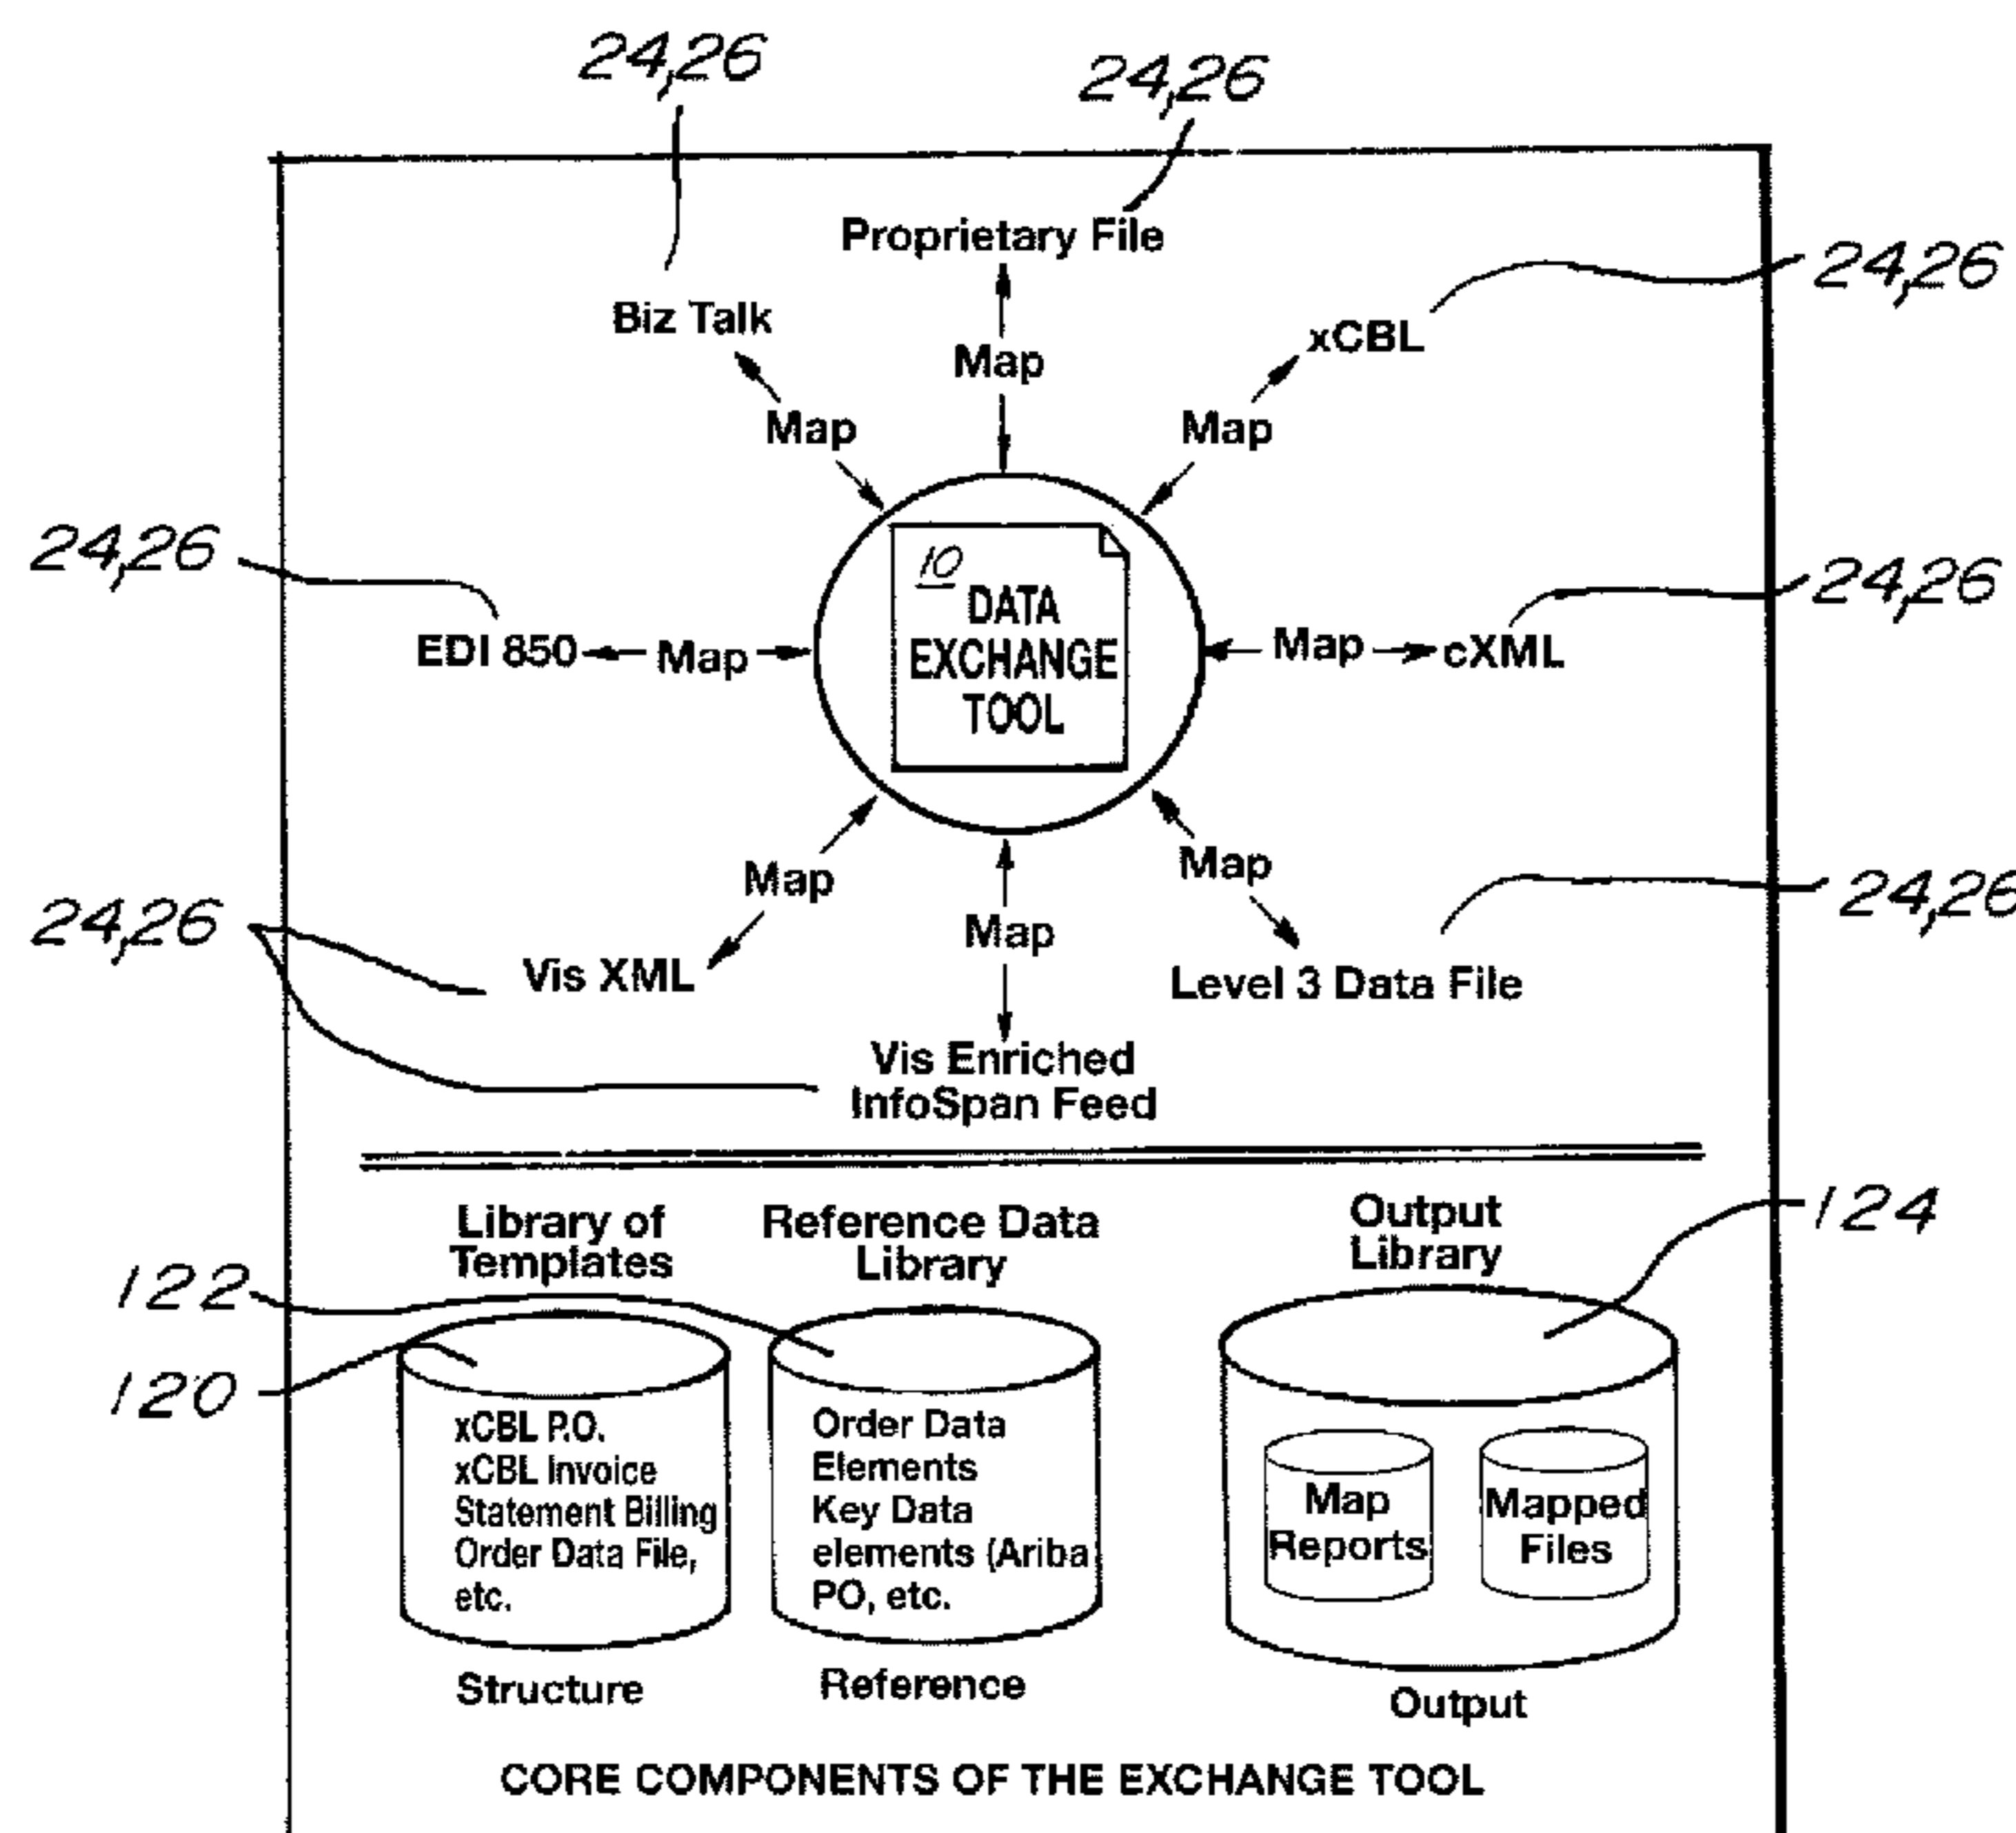 24,26
24,26
Proprietary File
24,26
Biz Talk
xCBL
Map
Map
Map
24,26
10
DATA
EXCHANGE
TOOL
24,26
EDI 850
Map
Map
cXML
Map
Map
24,26
24,26
Map
Vis XML
Level 3 Data File
Vis Enriched
InfoSpan Feed
Library of
Templates
Reference Data
Library
Output
Library
124
122
120
xCBL P.O.
xCBL Invoice
Statement Billing
Order Data File,
etc.
Order Data
Elements
Key Data
elements (Ariba
PO, etc.
Map
Reports
Mapped
Files
Structure
Reference
Output
CORE COMPONENTS OF THE EXCHANGE TOOL